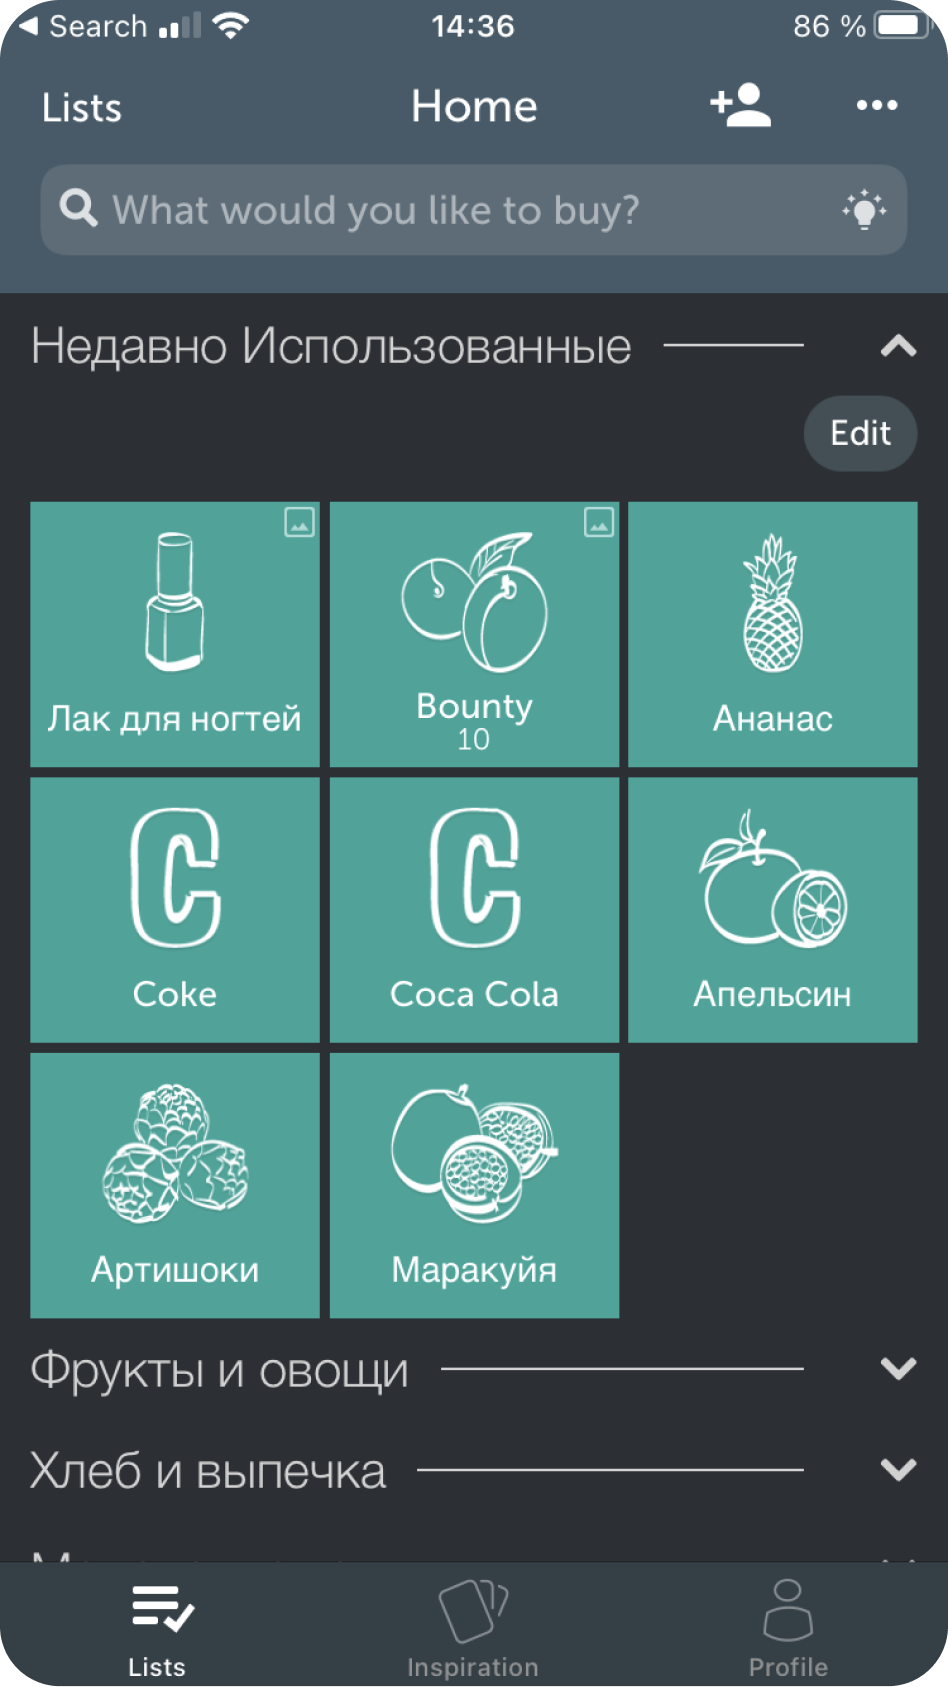 Search
14:36
86 %
Lists
Home
What would you like to buy?
Недавно Использованные
Edit
Лак для ногтей
Bounty
10
Ананас
C
Coke
C
Coca Cola
Апельсин
Артишоки
Маракуйя
Фрукты и овощи
Хлеб и выпечка
Lists
Inspiration
Profile